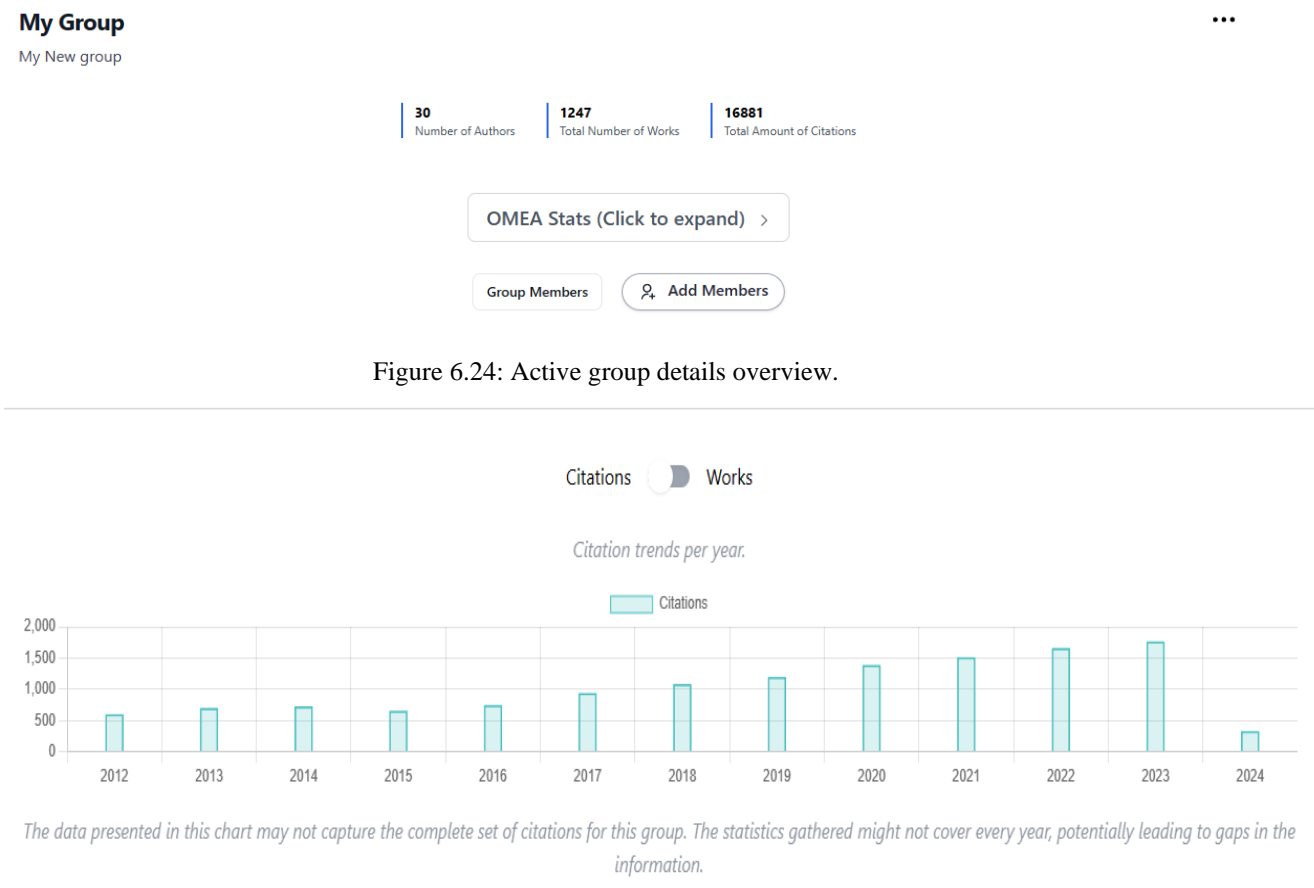 My Group
My New group
30
Number of Authors
1247
Total Number of Works
16881
Total Amount of Citations
OMEA Stats (Click to expand)
Group Members
Add Members
Figure 6.24: Active group details overview.
Citations Works
Citation trends per year.
Citations
2,000
1,500
1,000
500
0
2012 2013 2014 2015 2016 2017 2018 2019 2020 2021 2022 2023 2024
The data presented in this chart may not capture the complete set of citations for this group. The statistics gathered might not cover every year, potentially leading to gaps in the
information.